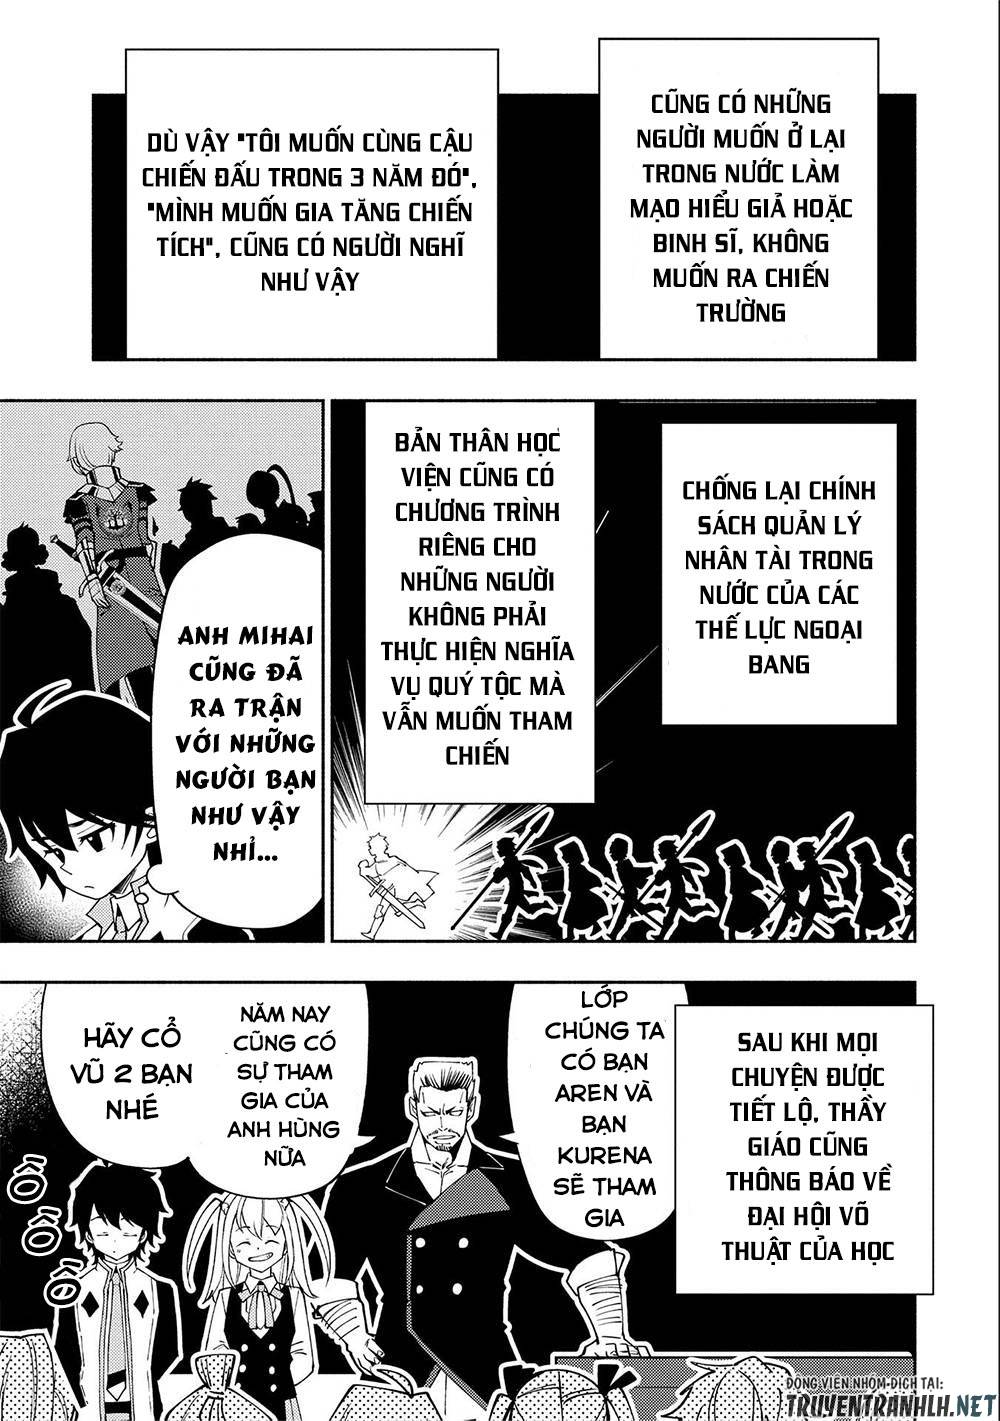 CŨNG CÓ NHỮNG
NGƯỜI MUỐN Ở LẠI
TRONG NƯỚC LÀM
MẠO HIỂU GIẢ HOẶC
BINH SĨ, KHÔNG
MUỐN RA CHIẾN
TRƯỜNG
DÙ VẬY "TÔI MUỐN CÙNG CẬU
CHIẾN ĐẤU TRONG 3 NĂM ĐÓ",
"MÌNH MUỐN GIA TĂNG CHIẾN
TÍCH", CŨNG CÓ NGƯỜI NGHĨ
NHƯ VẬY
CHỐNG LẠI CHÍNH
SÁCH QUẢN LÝ
NHÂN TÀI TRONG
NƯỚC CỦA CÁC
THẾ LỰC NGOẠI
BANG
BẢN THÂN HỌC
VIỆN CŨNG CÓ
CHƯƠNG TRÌNH
RIÊNG CHO
NHỮNG NGƯỜI
KHÔNG PHẢI
THỰC HIỆN NGHĨA
VỤ QUÝ TỘC MÀ
VẪN MUỐN THAM
CHIẾN
ANH MIHAI
CŨNG ĐÃ
RA TRẬN
VỚI NHỮNG
NGƯỜI BẠN
NHƯ VẬY
NHỈ...
SAU KHI MỌI
CHUYỆN ĐƯỢC
TIẾT LỘ, THẦY
GIÁO CŨNG
THÔNG BÁO VỀ
ĐẠI HỘI VÕ
THUẬT CỦA HỌC
LỚP
CHÚNG TA
CÓ BẠN
AREN VÀ
BẠN
KURENA
SẼ THAM
GIA
NĂM NAY
CŨNG CÓ
SỰ THAM
GIA CỦA
ANH HÙNG
NỮA
HÃY CỔ
VŨ 2 BẠN
NHÉ
Ồ
Ồ
Ồ
ĐỘNG VIÊN NHÓM DỊCH TẠI:
TRUYENTRANHLH.NET